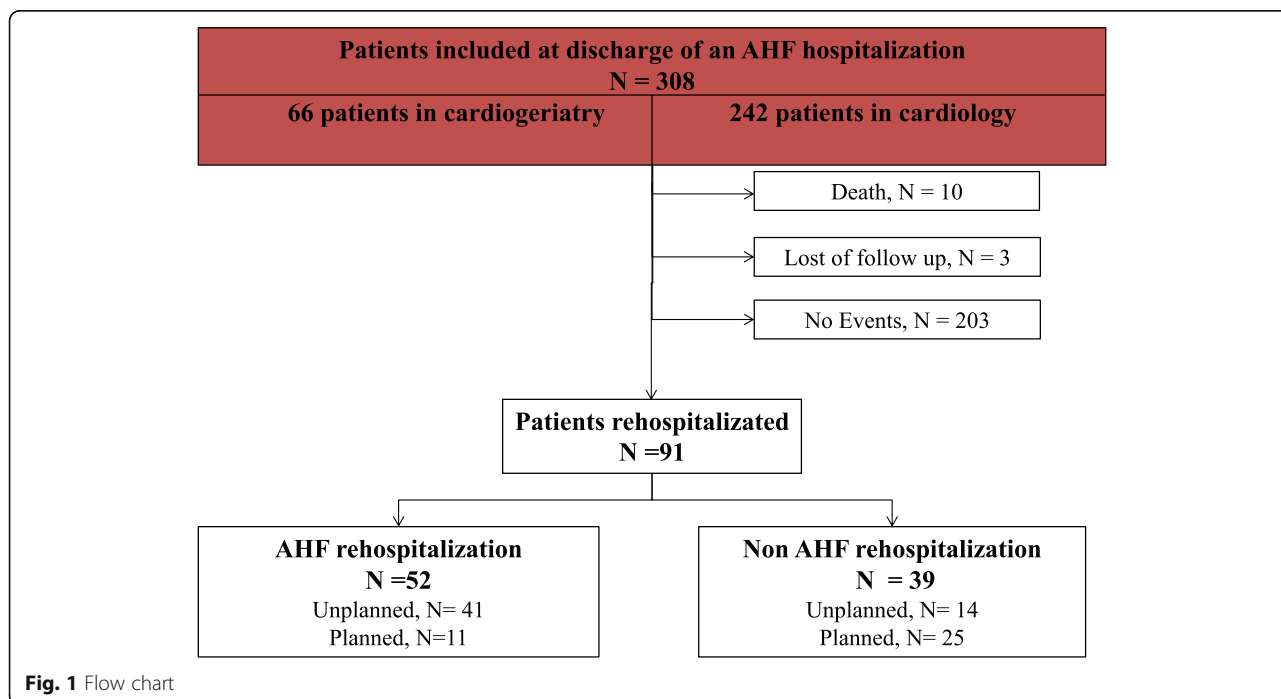 Patients included at discharge of an AHF hospitalization
N = 308
66 patients in cardiogeriatry
242 patients in cardiology
Death, N = 10
Lost of follow up, N = 3
No Events, N = 203
Patients rehospitalizated
N =91
AHF rehospitalization
N =52
Unplanned, N= 41
Planned, N=11
Non AHF rehospitalization
N = 39
Unplanned, N= 14
Planned, N= 25
Fig. 1 Flow chart